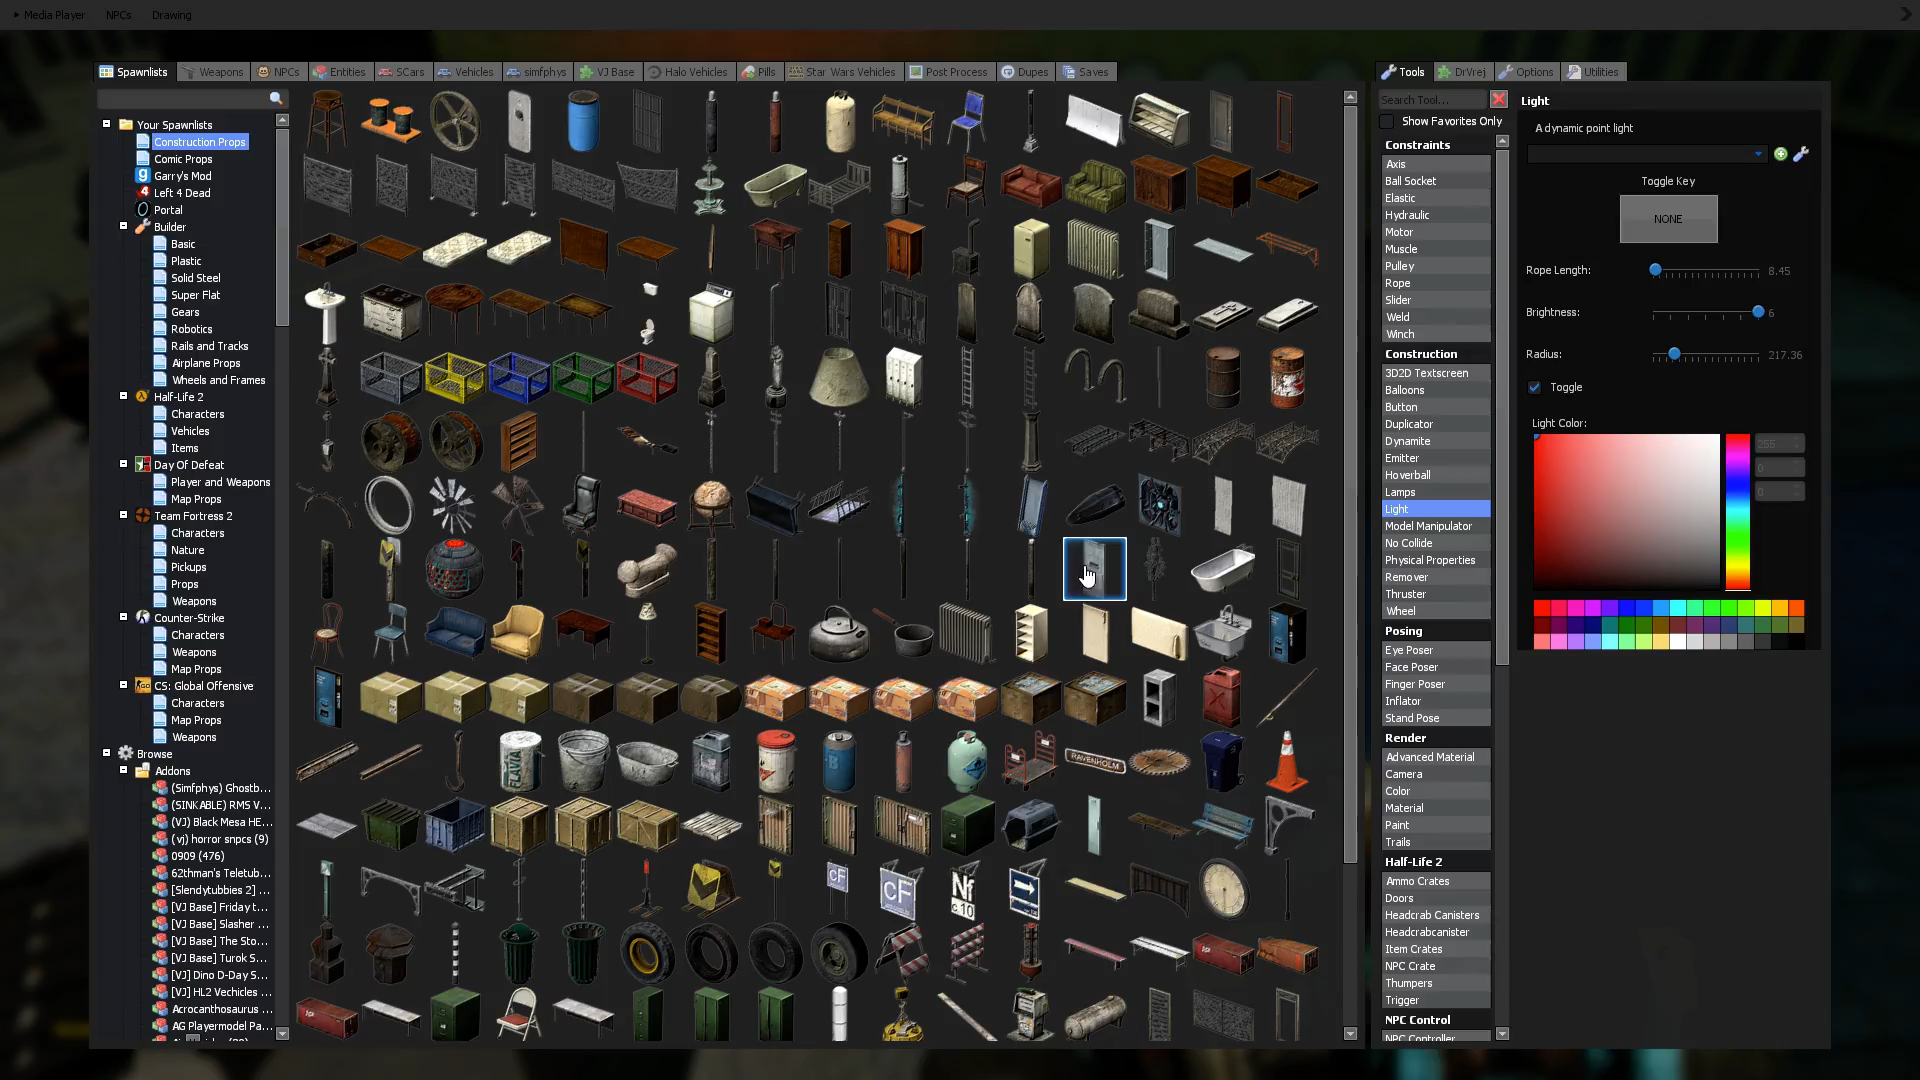 Media Player NPCs Drawing
Spawnlists Weapons NPCs Entities SCars Vehicles simfphys VJ Base Halo Vehicles Pills Star Wars Vehicles Post Process Dupes Saves
Tools DrVrej Options Utilities
Your Spawnlists
Construction Props
Comic Props
Garry's Mod
Left 4 Dead
Portal
Builder
Basic
Plastic
Solid Steel
Super Flat
Gears
Robotics
Rails and Tracks
Airplane Props
Wheels and Frames
Half-Life 2
Characters
Vehicles
Items
Day Of Defeat
Player and Weapons
Map Props
Team Fortress 2
Characters
Nature
Pickups
Props
Weapons
Counter-Strike
Characters
Weapons
Map Props
CS: Global Offensive
Characters
Map Props
Weapons
Browse
Addons
(Simfphys) Ghostb...
(SINKABLE) RMS V...
(VJ) Black Mesa HE...
(vj) horror snpcs (9)
0909 (476)
62thman's Teletub...
[Slendytubbies 2] ...
[VJ Base] Friday t...
[VJ Base] Slasher ...
[VJ Base] The Sto...
[VJ Base] Turok S...
[VJ] Dino D-Day S...
[VJ] HL2 Vechicles ...
Acrocanthosaurus ...
AG Playermodel Pa...
RAVENHOLM
cF
cF
Nf
c 10
Search Tool...
Show Favorites Only
Constraints
Axis
Ball Socket
Elastic
Hydraulic
Motor
Muscle
Pulley
Rope
Slider
Weld
Winch
Construction
3D2D Textscreen
Balloons
Button
Duplicator
Dynamite
Emitter
Hoverball
Lamps
Light
Model Manipulator
No Collide
Physical Properties
Remover
Thruster
Wheel
Posing
Eye Poser
Face Poser
Finger Poser
Inflator
Stand Pose
Render
Advanced Material
Camera
Color
Material
Paint
Trails
Half-Life 2
Ammo Crates
Doors
Headcrab Canisters
Headcrabcanister
Item Crates
NPC Crate
Thumpers
Trigger
NPC Control
NPC Controller
Light
A dynamic point light
Toggle Key
NONE
Rope Length: 8.45
Brightness: 6
Radius: 217.36
Toggle
Light Color:
255
0
0